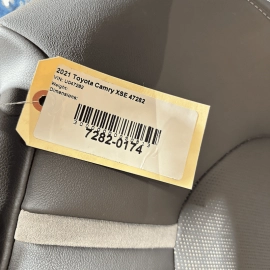 2021 Toyota Camry XSE 47282
VIN: U047282
Weight:
Dimensions:
7282-0174